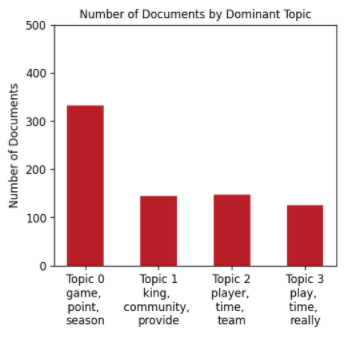 Number of Documents by Dominant Topic
Number of Documents
500
400
300
200
100
0
Topic 0
game,
point,
season
Topic 1
king,
community,
provide
Topic 2
player,
time,
team
Topic 3
play,
time,
really